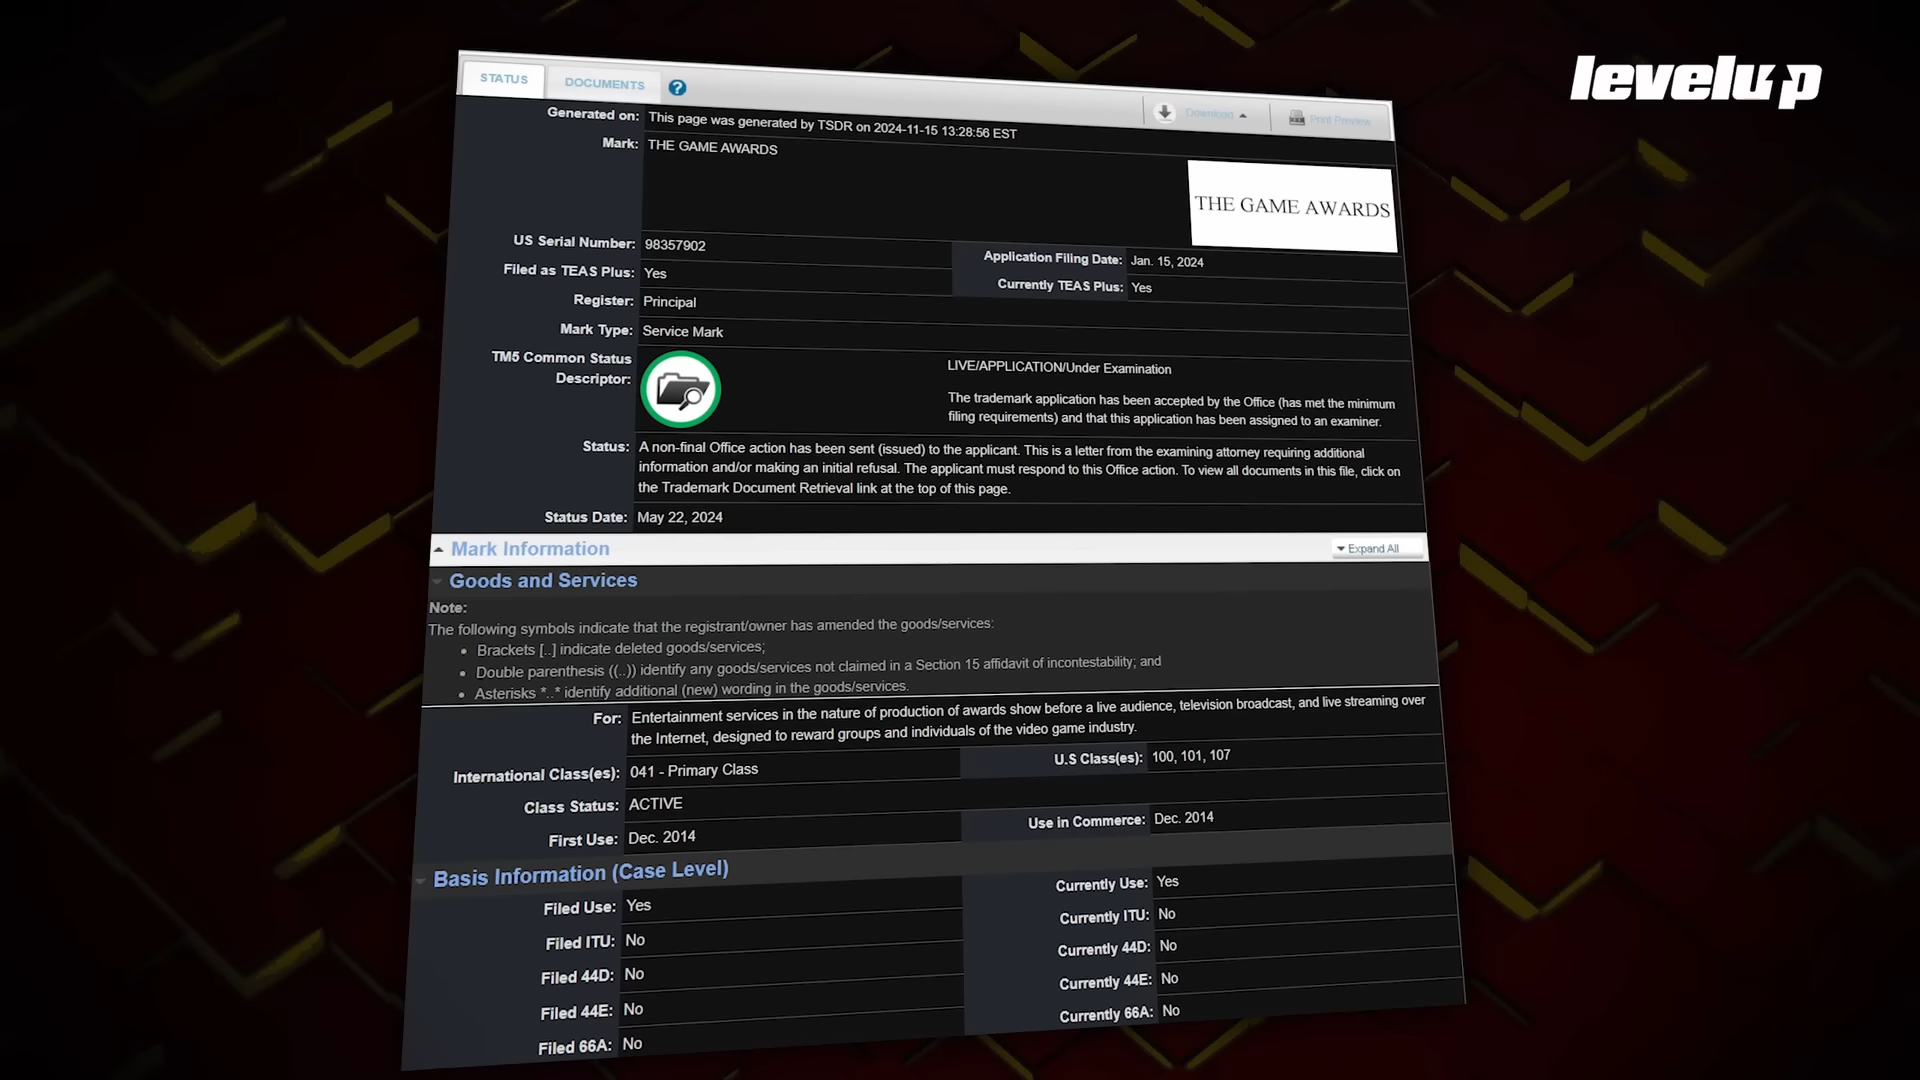 levelup
STATUS
DOCUMENTS
?
Download
Print Preview
Generated on: This page was generated by TSDR on 2024-11-15 13:28:56 EST
Mark: THE GAME AWARDS
THE GAME AWARDS
US Serial Number: 98357902
Application Filing Date: Jan. 15, 2024
Filed as TEAS Plus: Yes
Currently TEAS Plus: Yes
Register: Principal
Mark Type: Service Mark
TM5 Common Status
Descriptor:
LIVE/APPLICATION/Under Examination
The trademark application has been accepted by the Office (has met the minimum
filing requirements) and that this application has been assigned to an examiner.
Status: A non-final Office action has been sent (issued) to the applicant. This is a letter from the examining attorney requiring additional
information and/or making an initial refusal. The applicant must respond to this Office action. To view all documents in this file, click on
the Trademark Document Retrieval link at the top of this page.
Status Date: May 22, 2024
Mark Information
Expand All
Goods and Services
Note:
The following symbols indicate that the registrant/owner has amended the goods/services:
• Brackets [..] indicate deleted goods/services;
• Double parenthesis ((..)) identify any goods/services not claimed in a Section 15 affidavit of incontestability; and
• Asterisks *..* identify additional (new) wording in the goods/services.
For: Entertainment services in the nature of production of awards show before a live audience, television broadcast, and live streaming over
the Internet, designed to reward groups and individuals of the video game industry.
International Class(es): 041 - Primary Class
U.S Class(es): 100, 101, 107
Class Status: ACTIVE
First Use: Dec. 2014
Use in Commerce: Dec. 2014
Basis Information (Case Level)
Filed Use: Yes
Currently Use: Yes
Filed ITU: No
Currently ITU: No
Filed 44D: No
Currently 44D: No
Filed 44E: No
Currently 44E: No
Filed 66A: No
Currently 66A: No